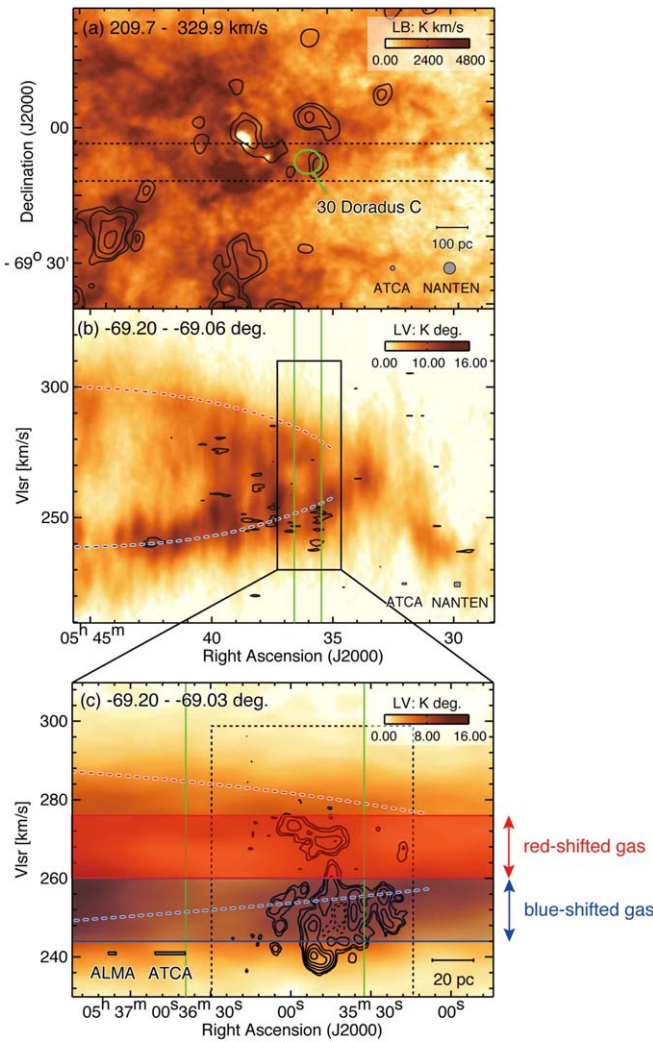 (a) 209.7 - 329.9 km/s
LB: K km/s
0.00 2400 4800
Declination (J2000)
00
- 69° 30'
30 Doradus C
100 pc
ATCA NANTEN
(b) -69.20 - -69.06 deg.
LV: K deg.
0.00 10.00 16.00
Vlsr [km/s]
300
250
ATCA NANTEN
05ʰ 45ᵐ 40 35 30
Right Ascension (J2000)
(c) -69.20 - -69.03 deg.
LV: K deg.
0.00 8.00 16.00
Vlsr [km/s]
300
280
260
240
red-shifted gas
blue-shifted gas
ALMA ATCA
20 pc
05ʰ 37ᵐ 00ˢ 36ᵐ 30ˢ 00ˢ 35ᵐ 30ˢ 00ˢ
Right Ascension (J2000)